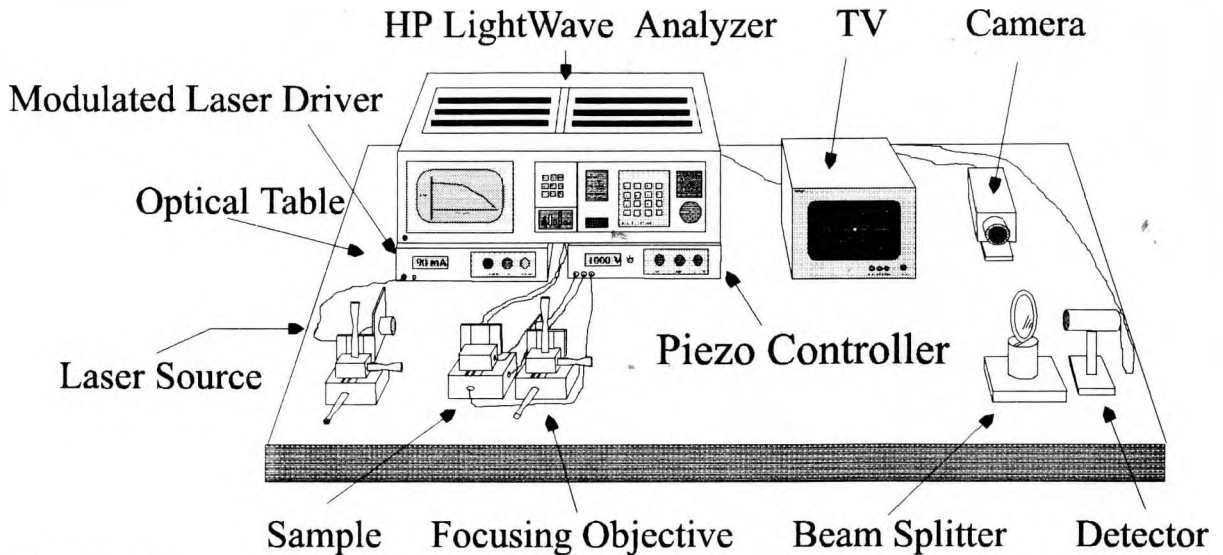 HP LightWave Analyzer
TV
Camera
Modulated Laser Driver
Optical Table
90 mA
1000 V
Piezo Controller
Laser Source
Sample
Focusing Objective
Beam Splitter
Detector